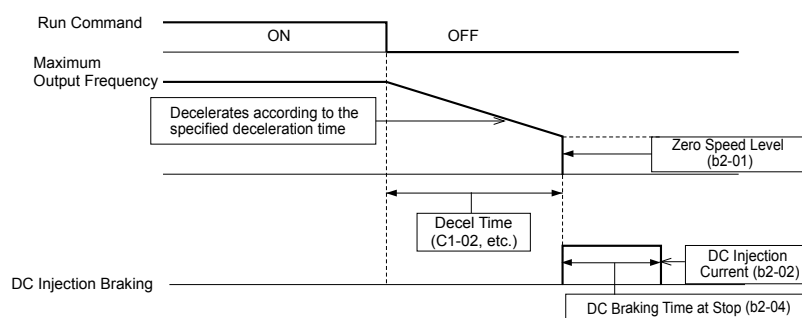 Run Command
ON
OFF
Maximum
Output Frequency
Decelerates according to the
specified deceleration time
Zero Speed Level
(b2-01)
Decel Time
(C1-02, etc.)
DC Injection
Current (b2-02)
DC Injection Braking
DC Braking Time at Stop (b2-04)